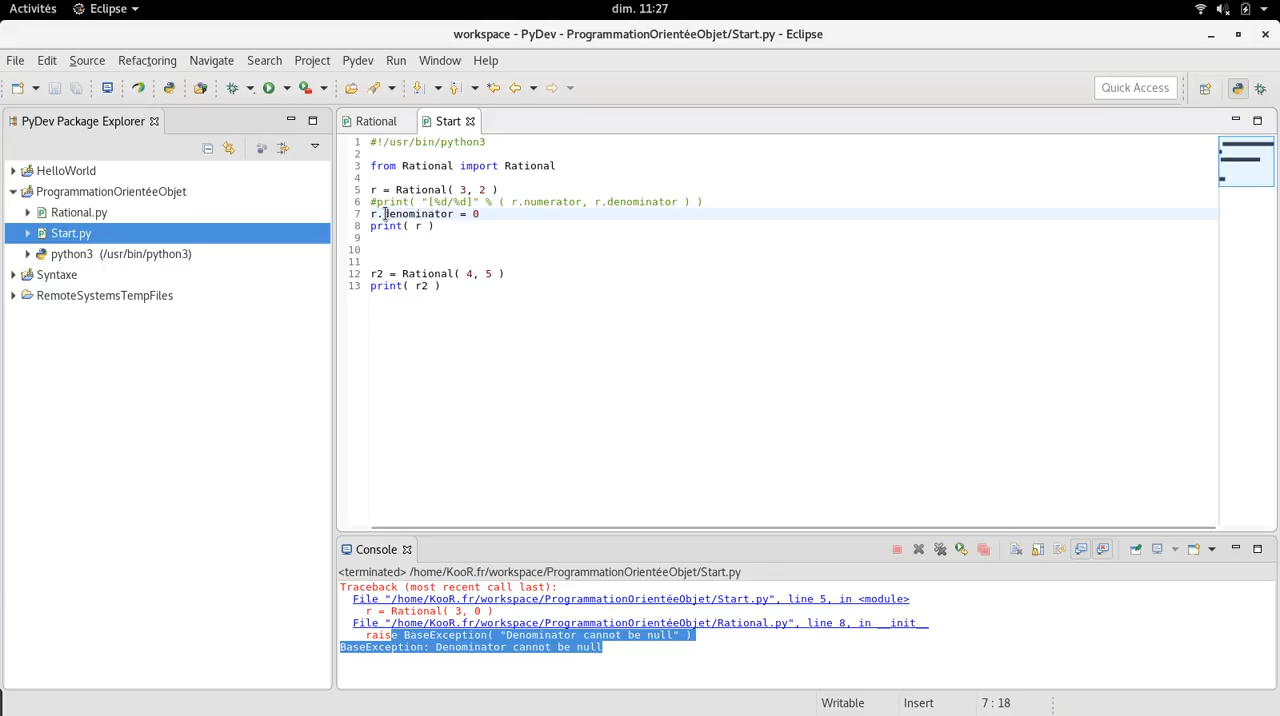 Activités Eclipse dim. 11:27
workspace - PyDev - ProgrammationOrientéeObjet/Start.py - Eclipse
File Edit Source Refactoring Navigate Search Project Pydev Run Window Help
Quick Access
PyDev Package Explorer
Rational Start
HelloWorld
ProgrammationOrientéeObjet
Rational.py
Start.py
python3 (/usr/bin/python3)
Syntaxe
RemoteSystemsTempFiles
1 #!/usr/bin/python3
2
3 from Rational import Rational
4
5 r = Rational( 3, 2 )
6 #print( "[%d/%d]" % ( r.numerator, r.denominator ) )
7 r.denominator = 0
8 print( r )
9
10
11
12 r2 = Rational( 4, 5 )
13 print( r2 )
Console
<terminated> /home/KooR.fr/workspace/ProgrammationOrientéeObjet/Start.py
Traceback (most recent call last):
File "/home/KooR.fr/workspace/ProgrammationOrientéeObjet/Start.py", line 5, in <module>
r = Rational( 3, 0 )
File "/home/KooR.fr/workspace/ProgrammationOrientéeObjet/Rational.py", line 8, in __init__
raise BaseException( "Denominator cannot be null" )
BaseException: Denominator cannot be null
Writable Insert 7 : 18